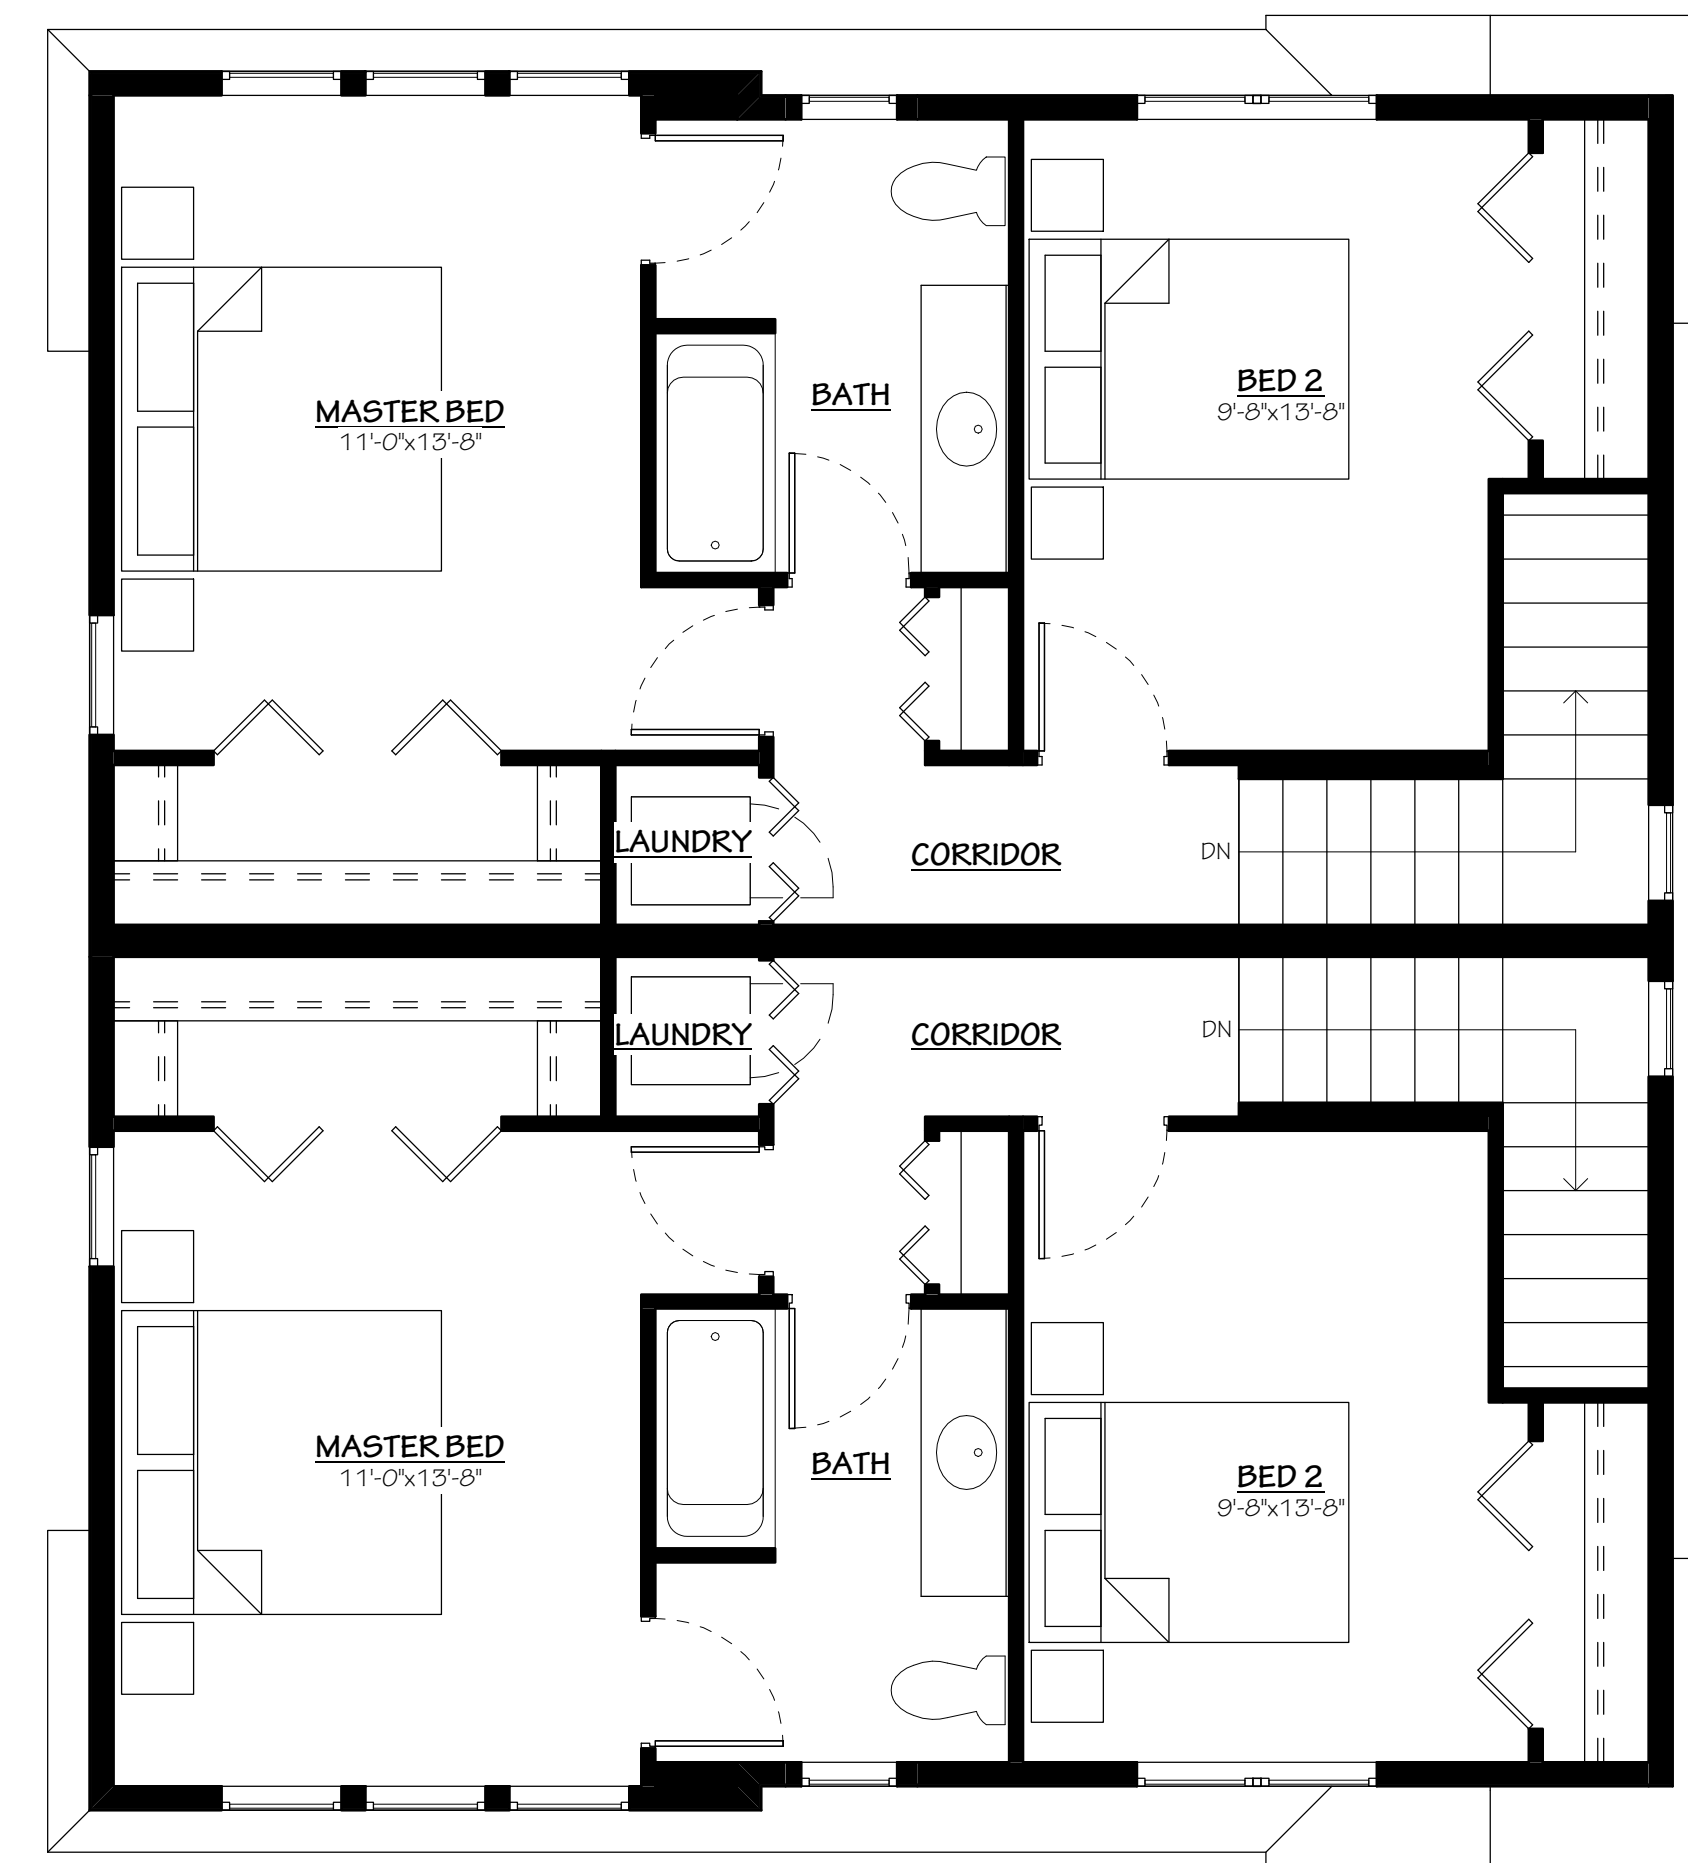 MASTER BED
11'-0"x13'-8"
BATH
BED 2
9'-8"x13'-8"
LAUNDRY
CORRIDOR
DN
LAUNDRY
CORRIDOR
DN
MASTER BED
11'-0"x13'-8"
BATH
BED 2
9'-8"x13'-8"